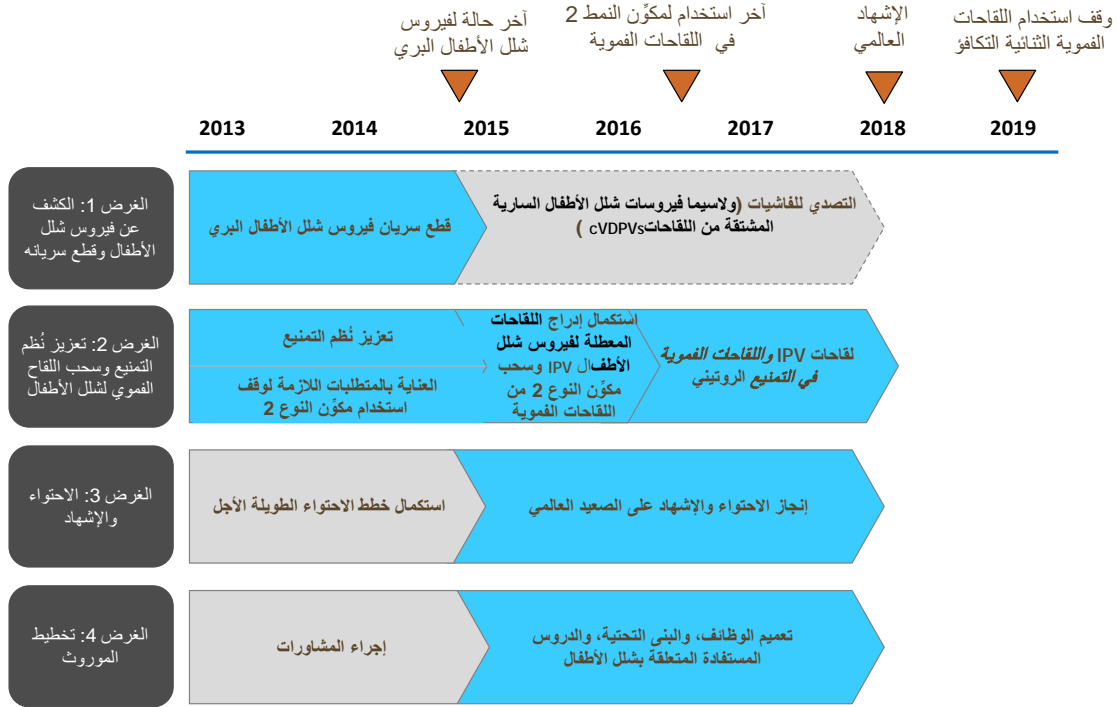 آخر حالة لفيروس
شلل الأطفال البري
آخر استخدام لمكوِّن النمط 2
في اللقاحات الفموية
الإشهاد
العالمي
وقف استخدام اللقاحات
الفموية الثنائية التكافؤ
2013 2014 2015 2016 2017 2018 2019
الغرض 1: الكشف
عن فيروس شلل
الأطفال وقطع سريانه
قطع سريان فيروس شلل الأطفال البري
التصدي للفاشيات (ولاسيما فيروسات شلل الأطفال السارية
المشتقة من اللقاحات cVDPVs )
الغرض 2: تعزيز نُظم
التمنيع وسحب اللقاح
الفموي لشلل الأطفال
تعزيز نُظم التمنيع
العناية بالمتطلبات اللازمة لوقف
استخدام مكوِّن النوع 2
استكمال إدراج اللقاحات
المعطلة لفيروس شلل
الأطفال IPV وسحب
مكوِّن النوع 2 من
اللقاحات الفموية
لقاحات IPV واللقاحات الفموية
في التمنيع الروتيني
الغرض 3: الاحتواء
والإشهاد
استكمال خطط الاحتواء الطويلة الأجل
إنجاز الاحتواء والإشهاد على الصعيد العالمي
الغرض 4: تخطيط
الموروث
إجراء المشاورات
تعميم الوظائف، والبنى التحتية، والدروس
المستفادة المتعلقة بشلل الأطفال